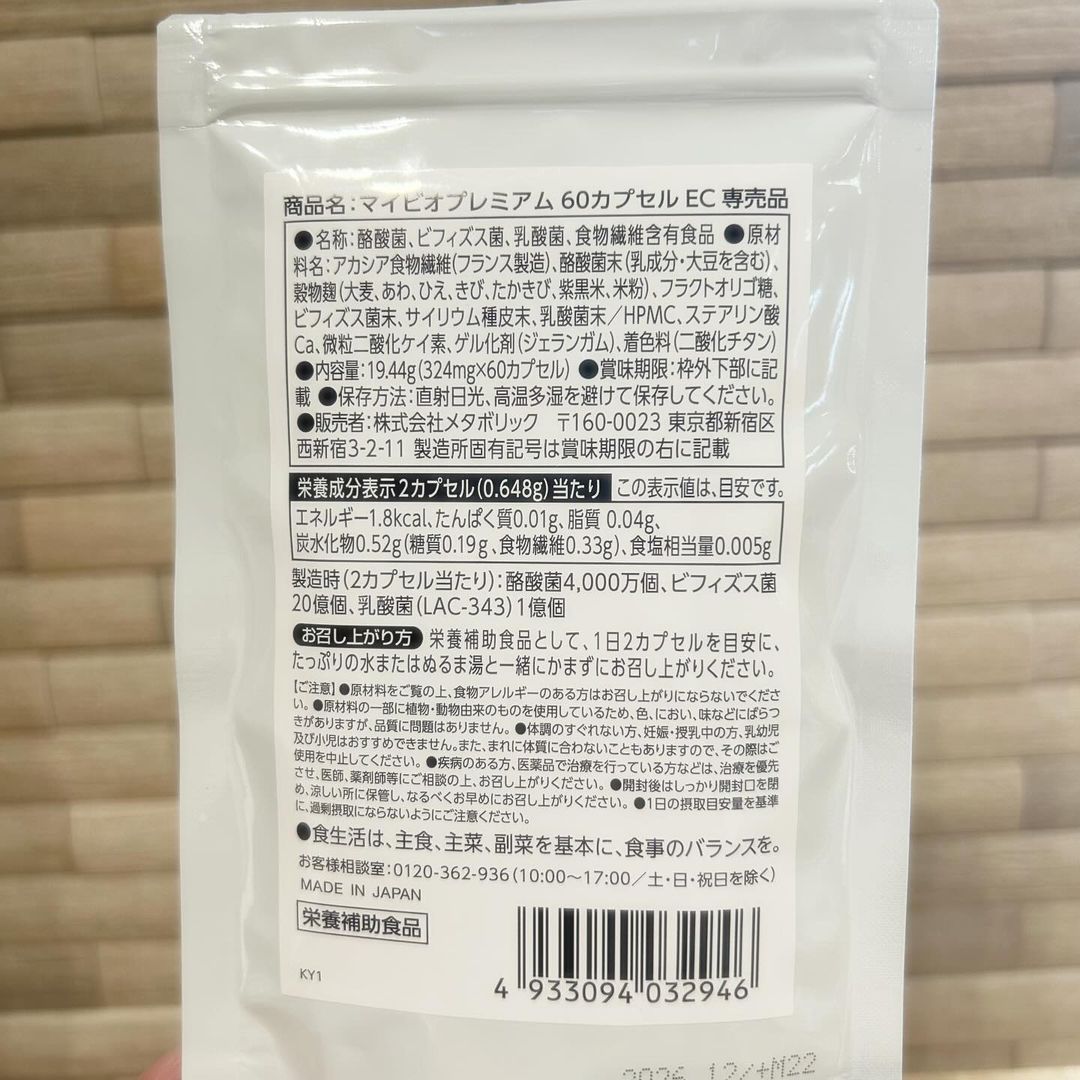 商品名:マイビオプレミアム 60カプセル EC 専売品
●名称:酪酸菌、ビフィズス菌、乳酸菌、食物繊維含有食品 ●原材
料名:アカシア食物繊維(フランス製造)、酪酸菌末(乳成分・大豆を含む)、
穀物麹(大麦、あわ、ひえ、きび、たかきび、紫黒米、米粉)、フラクトオリゴ糖、
ビフィズス菌末、サイリウム種皮末、乳酸菌末/HPMC、ステアリン酸
Ca、微粒二酸化ケイ素、ゲル化剤(ジェランガム)、着色料(二酸化チタン)
●内容量:19.44g(324mg×60カプセル) ●賞味期限:枠外下部に記
載 ●保存方法:直射日光、高温多湿を避けて保存してください。
●販売者:株式会社メタボリック 〒160-0023 東京都新宿区
西新宿3-2-11 製造所固有記号は賞味期限の右に記載
栄養成分表示2カプセル(0.648g)当たり この表示値は、目安です。
エネルギー1.8kcal、たんぱく質0.01g、脂質 0.04g、
炭水化物0.52g(糖質0.19g、食物繊維0.33g)、食塩相当量0.005g
製造時(2カプセル当たり):酪酸菌4,000万個、ビフィズス菌
20億個、乳酸菌(LAC-343)1億個
お召し上がり方 栄養補助食品として、1日2カプセルを目安に、
たっぷりの水またはぬるま湯と一緒にかまずにお召し上がりください。
【ご注意】●原材料をご覧の上、食物アレルギーのある方はお召し上がりにならないでくださ
い。●原材料の一部に植物・動物由来のものを使用しているため、色、におい、味などにばらつ
きがありますが、品質に問題はありません。●体調のすぐれない方、妊娠・授乳中の方、乳幼児
及び小児はおすすめできません。また、まれに体質に合わないこともありますので、その際はご
使用を中止してください。●疾病のある方、医薬品で治療を行っている方などは、治療を優先
させ、医師、薬剤師等にご相談の上、お召し上がりください。●開封後はしっかり開封口を閉
め、涼しい所に保管し、なるべくお早めにお召し上がりください。●1日の摂取目安量を基準
に、過剰摂取にならないようにご注意ください。
●食生活は、主食、主菜、副菜を基本に、食事のバランスを。
お客様相談室:0120-362-936(10:00〜17:00/土・日・祝日を除く)
MADE IN JAPAN
栄養補助食品
KY1
4 933094 032946
2026.12/+M22